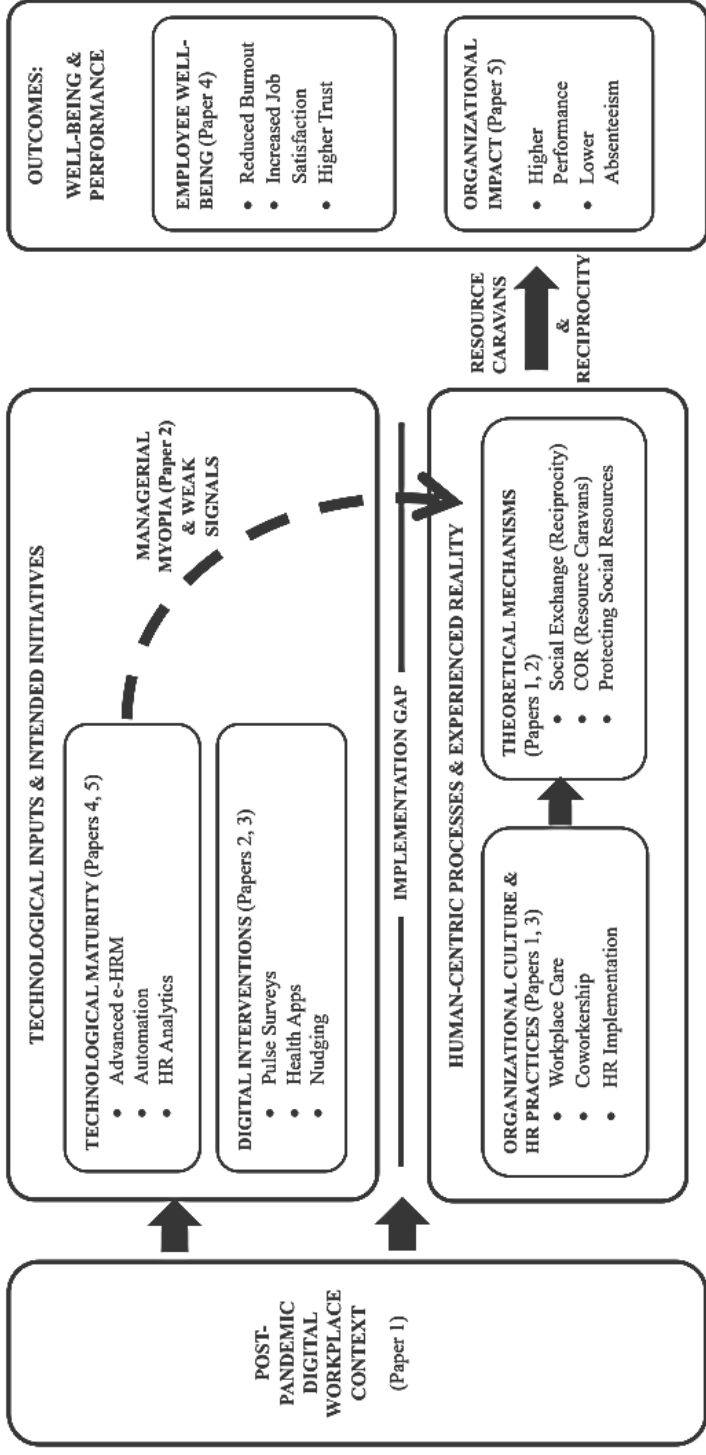 POST-
PANDEMIC
DIGITAL
WORKPLACE
CONTEXT
(Paper 1)
TECHNOLOGICAL INPUTS & INTENDED INITIATIVES
TECHNOLOGICAL MATURITY (Papers 4, 5)
• Advanced e-HRM
• Automation
• HR Analytics
DIGITAL INTERVENTIONS (Papers 2, 3)
• Pulse Surveys
• Health Apps
• Nudging
MANAGERIAL
MYOPIA (Paper 2)
& WEAK
SIGNALS
IMPLEMENTATION GAP
HUMAN-CENTRIC PROCESSES & EXPERIENCED REALITY
ORGANIZATIONAL CULTURE &
HR PRACTICES (Papers 1, 3)
• Workplace Care
• Coworkership
• HR Implementation
THEORETICAL MECHANISMS
(Papers 1, 2)
• Social Exchange (Reciprocity)
• COR (Resource Caravans)
• Protecting Social Resources
RESOURCE
CARAVANS
&
RECIPROCITY
OUTCOMES:
WELL-BEING &
PERFORMANCE
EMPLOYEE WELL-
BEING (Paper 4)
• Reduced Burnout
• Increased Job
Satisfaction
• Higher Trust
ORGANIZATIONAL
IMPACT (Paper 5)
• Higher
Performance
• Lower
Absenteeism